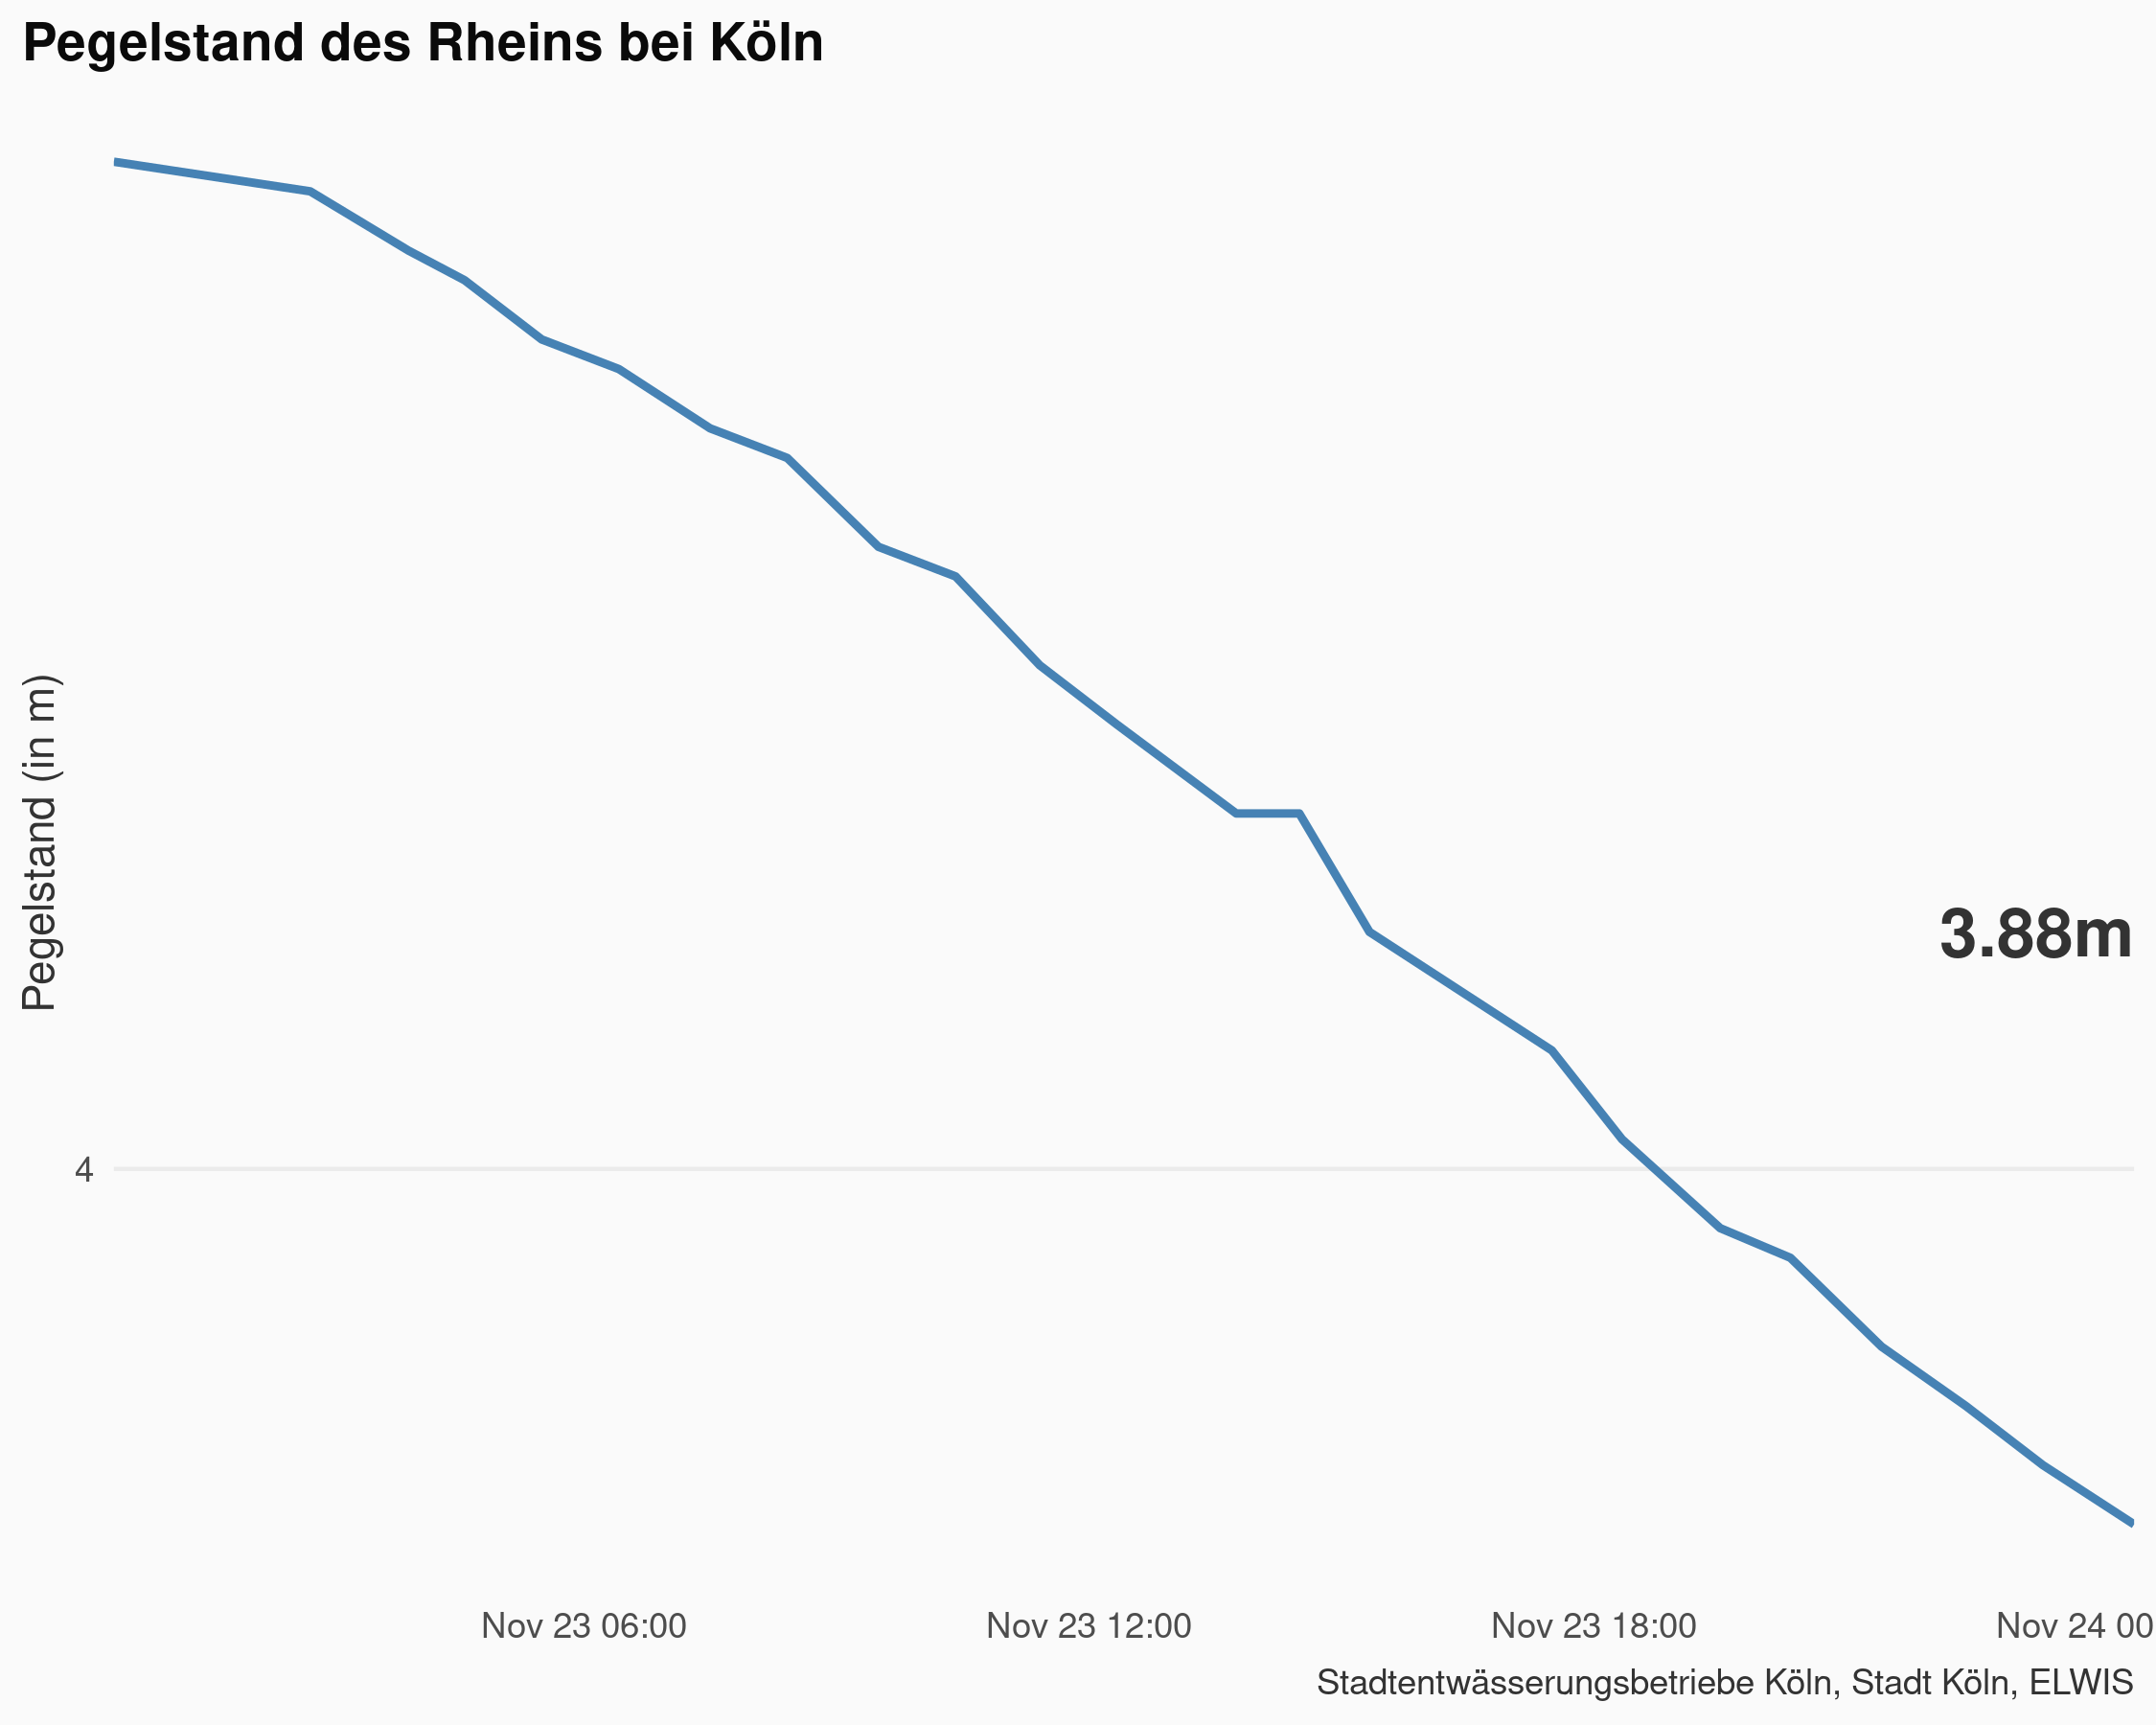 Pegelstand des Rheins bei Köln
Pegelstand (in m)
3.88m
4
Nov 23 06:00
Nov 23 12:00
Nov 23 18:00
Nov 24 00
Stadtentwässerungsbetriebe Köln, Stadt Köln, ELWIS